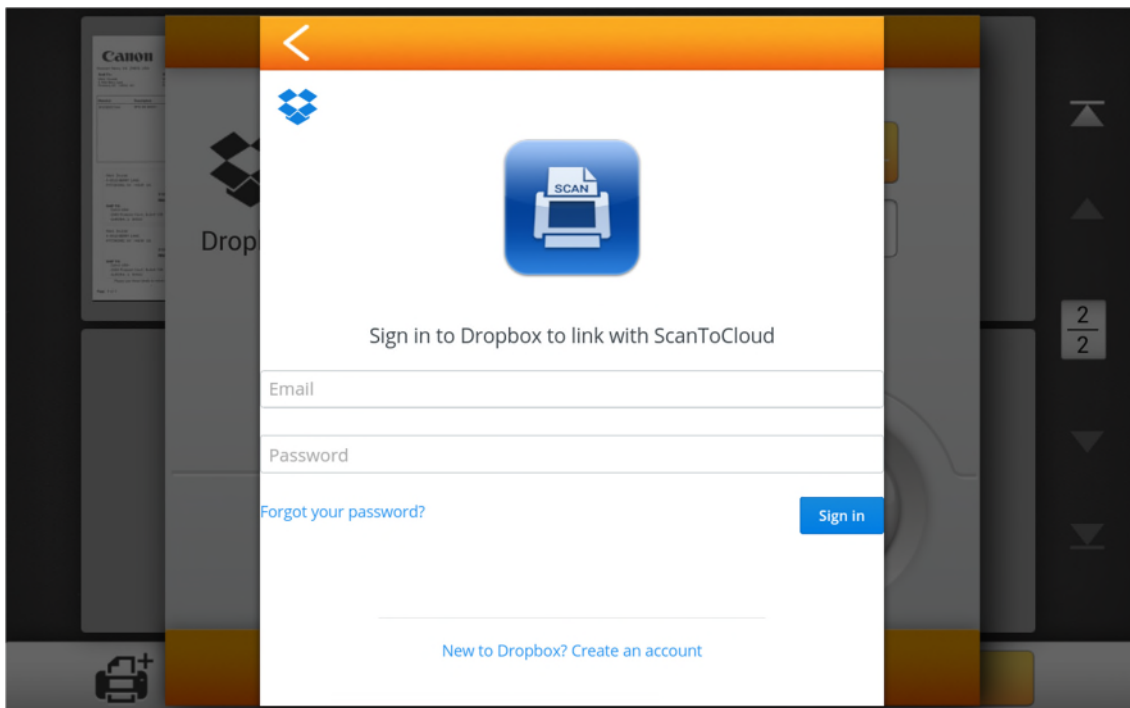 Canon
Drop
SCAN
Sign in to Dropbox to link with ScanToCloud
Email
Password
Forgot your password?
Sign in
New to Dropbox? Create an account
2
2